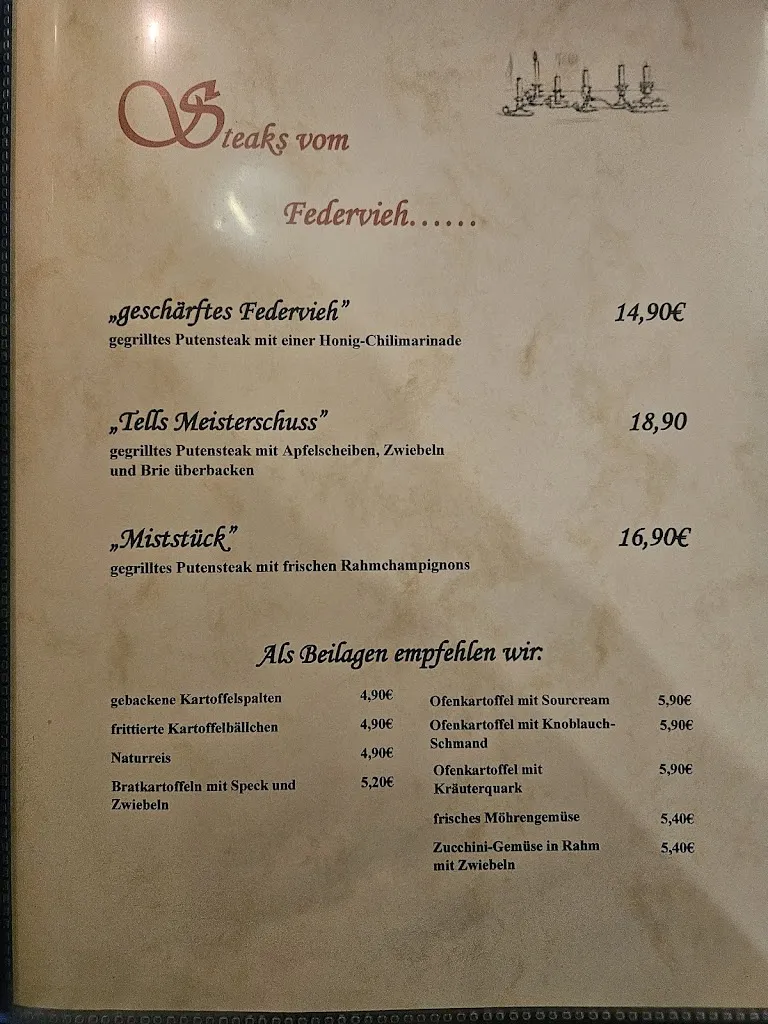 Steaks vom
Federvieh......
„geschärftes Federvieh” 14,90€
gegrilltes Putensteak mit einer Honig-Chilimarinade
„Tells Meisterschuss” 18,90
gegrilltes Putensteak mit Apfelscheiben, Zwiebeln
und Brie überbacken
„Miststück” 16,90€
gegrilltes Putensteak mit frischen Rahmchampignons
Als Beilagen empfehlen wir:
gebackene Kartoffelspalten 4,90€
frittierte Kartoffelbällchen 4,90€
Naturreis 4,90€
Bratkartoffeln mit Speck und 5,20€
Zwiebeln
Ofenkartoffel mit Sourcream 5,90€
Ofenkartoffel mit Knoblauch- 5,90€
Schmand
Ofenkartoffel mit 5,90€
Kräuterquark
frisches Möhrengemüse 5,40€
Zucchini-Gemüse in Rahm 5,40€
mit Zwiebeln